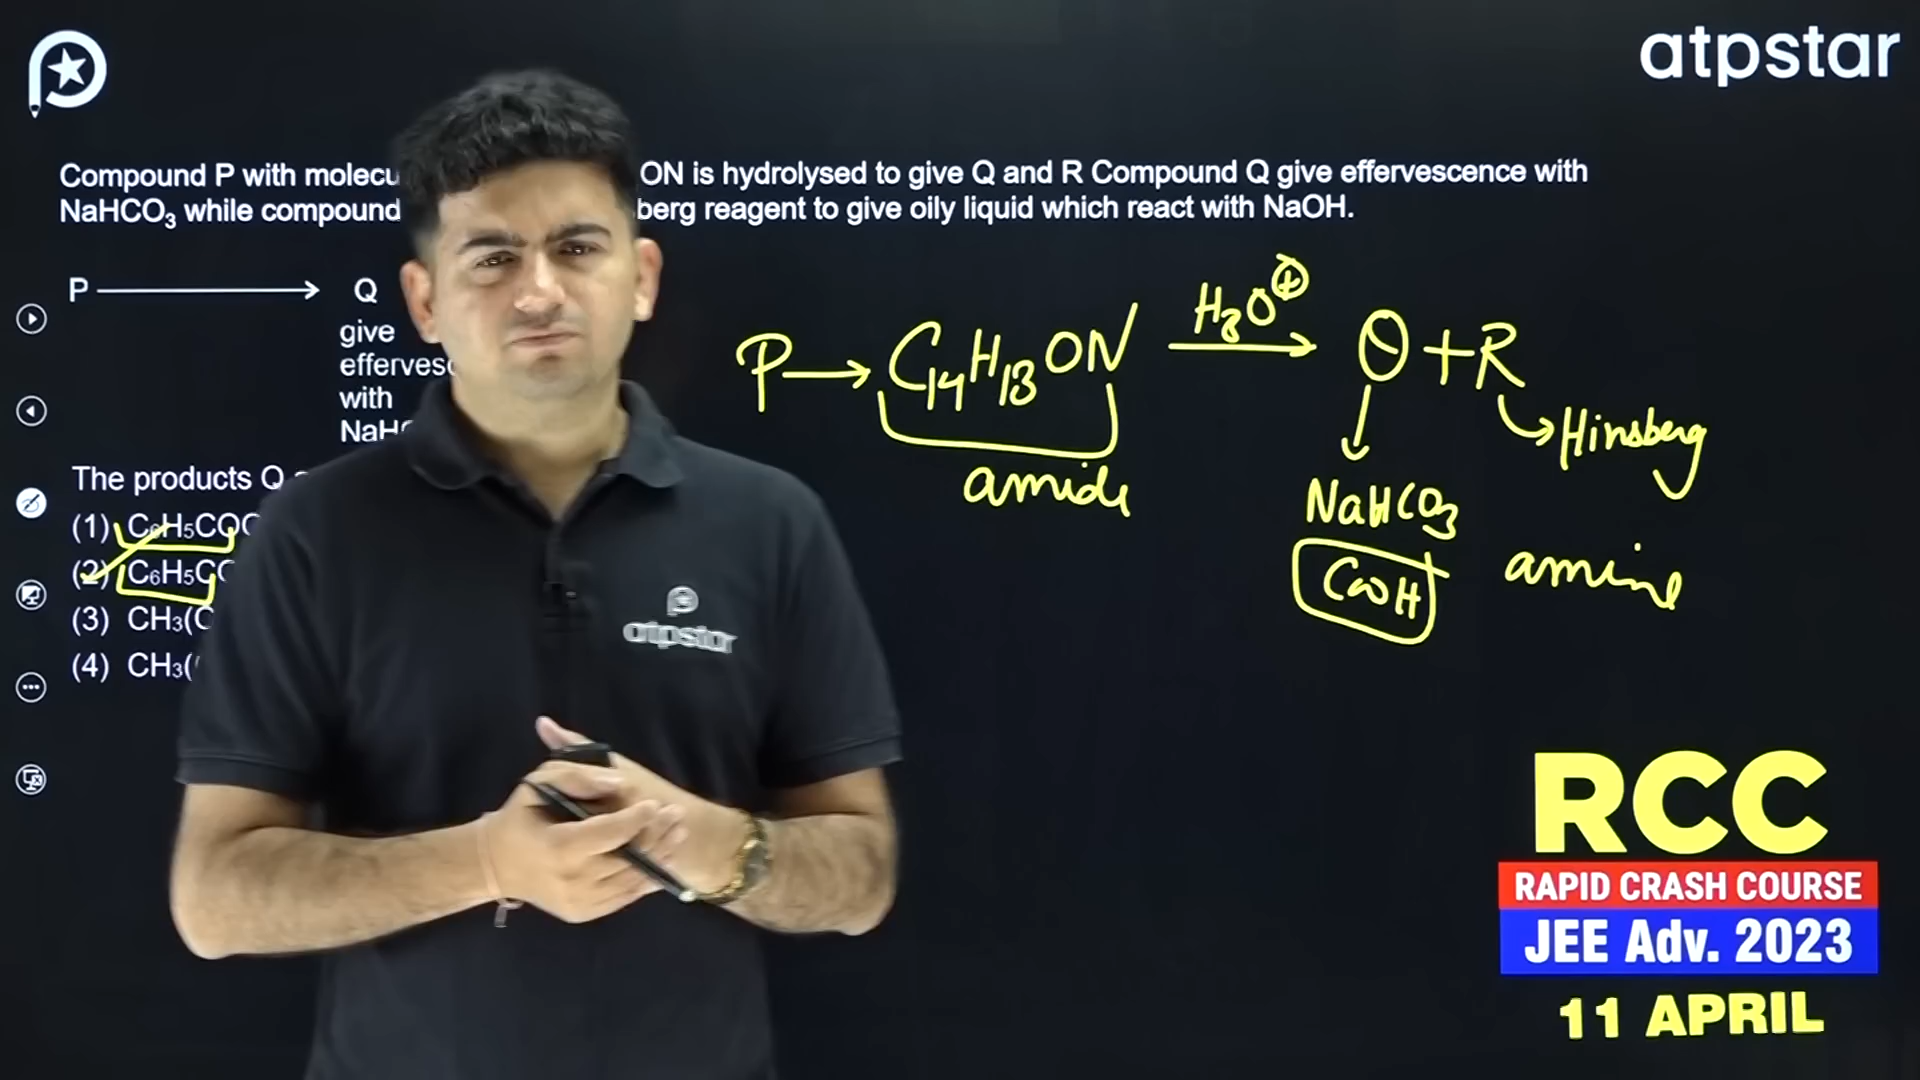 atpstar
Compound P with molecu ON is hydrolysed to give Q and R Compound Q give effervescence with
NaHCO3 while compound berg reagent to give oily liquid which react with NaOH.
P ⟶ Q
give
effervesc
with
NaHC
The products Q
(1) C6H5CO
(2) C6H5C
(3) CH3(C
(4) CH3(
P → C14H13ON H3O⊕ ⟶ Q + R
amide
Hinsberg
NaHCO3
COOH
amine
atpstar
RCC
RAPID CRASH COURSE
JEE Adv. 2023
11 APRIL